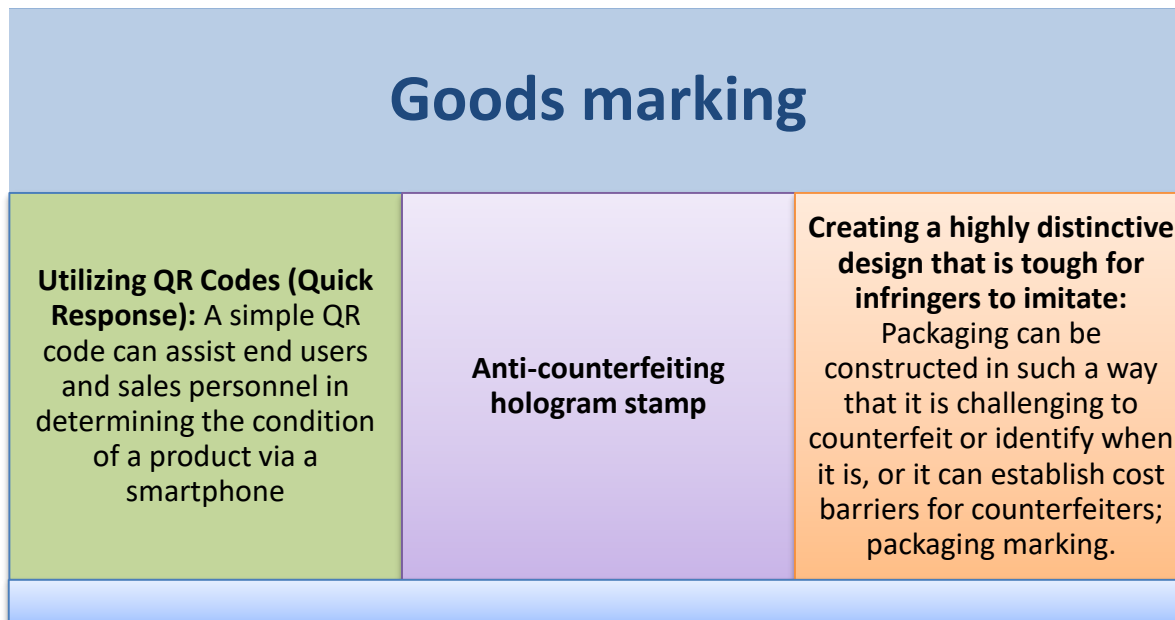 Goods marking
Utilizing QR Codes (Quick
Response): A simple QR
code can assist end users
and sales personnel in
determining the condition
of a product via a
smartphone
Anti-counterfeiting
hologram stamp
Creating a highly distinctive
design that is tough for
infringers to imitate:
Packaging can be
constructed in such a way
that it is challenging to
counterfeit or identify when
it is, or it can establish cost
barriers for counterfeiters;
packaging marking.